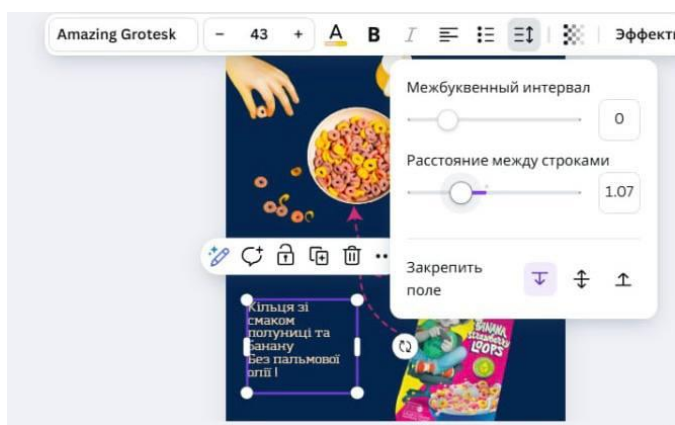 Amazing Grotesk – 43 + A B I Эффекты
Межбуквенный интервал
0
Расстояние между строками
1.07
Закрепить
поле
Кільця зі
смаком
полуниці та
банану
Без пальмової
олії !
BANANA
Strawberry
LOOPS